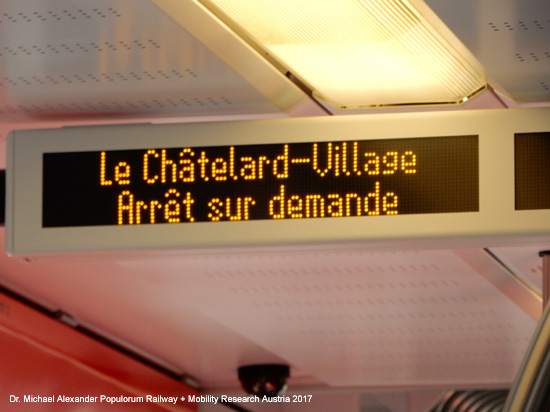 Le Châtelard-Village
Arrêt sur demande
Dr. Michael Alexander Populorum Railway + Mobility Research Austria 2017